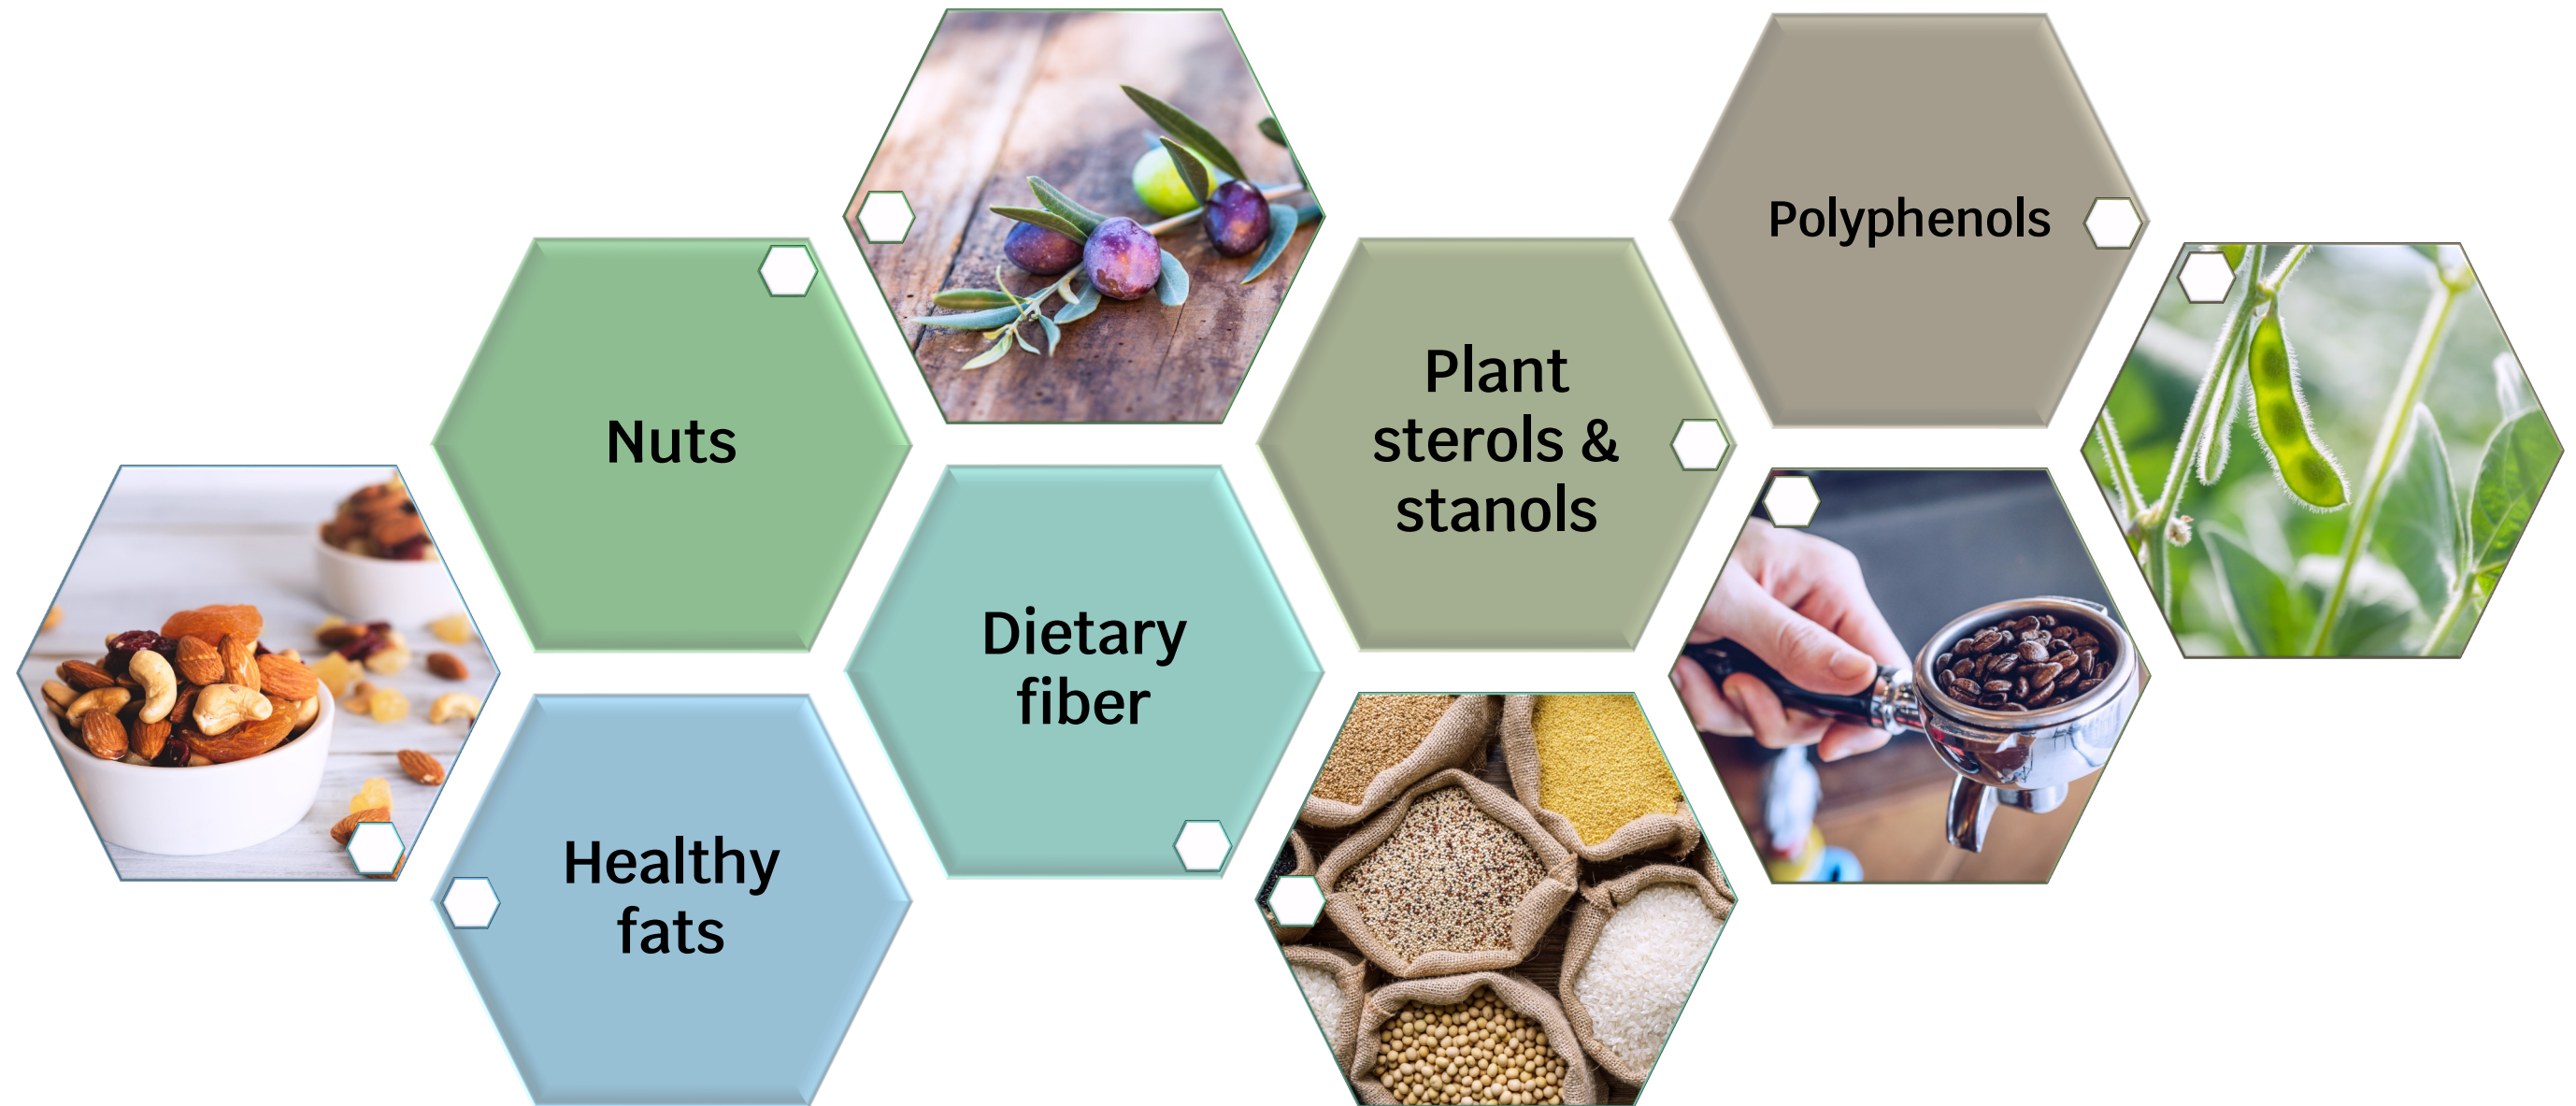 Nuts
Healthy
fats
Dietary
fiber
Plant
sterols &
stanols
Polyphenols